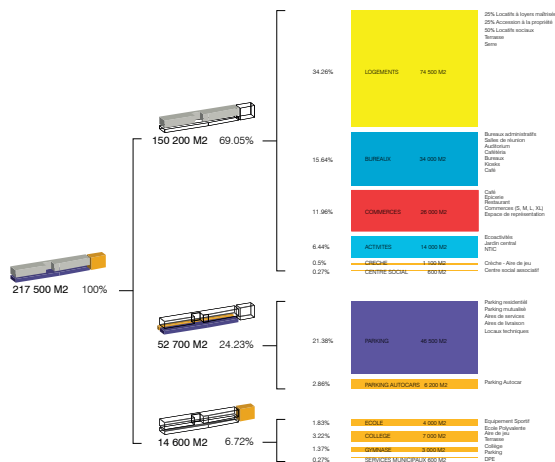 25% Locatifs à loyers maîtrisés
25% Accession à la propriété
50% Locatifs sociaux
Terrasse
Serre
34.26% LOGEMENTS 74 500 M2
150 200 M2 69.05%
Bureaux administratifs
Salles de réunion
Auditorium
Cafétéria
Bureaux
Kiosks
Café
15.64% BUREAUX 34 000 M2
Café
Epicerie
Restaurant
Commerces (S, M, L, XL)
Espace de représentation
11.96% COMMERCES 26 000 M2
Ecoactivités
Jardin central
NTIC
6.44% ACTIVITES 14 000 M2
0.5% CRECHE 1 100 M2 Crèche - Aire de jeu
0.27% CENTRE SOCIAL 600 M2 Centre social associatif
217 500 M2 100%
Parking residentiel
Parking mutualisé
Aires de services
Aires de livraison
Locaux techniques
52 700 M2 24.23%
21.38% PARKING 46 500 M2
2.86% PARKING AUTOCARS 6 200 M2 Parking Autocar
1.83% ECOLE 4 000 M2 Equipement Sportif
Ecole Polyvalente
Aire de jeu
3.22% COLLEGE 7 000 M2
Terrasse
14 600 M2 6.72%
Collège
1.37% GYMNASE 3 000 M2
Parking
0.27% SERVICES MUNICIPAUX 600 M2 DPE